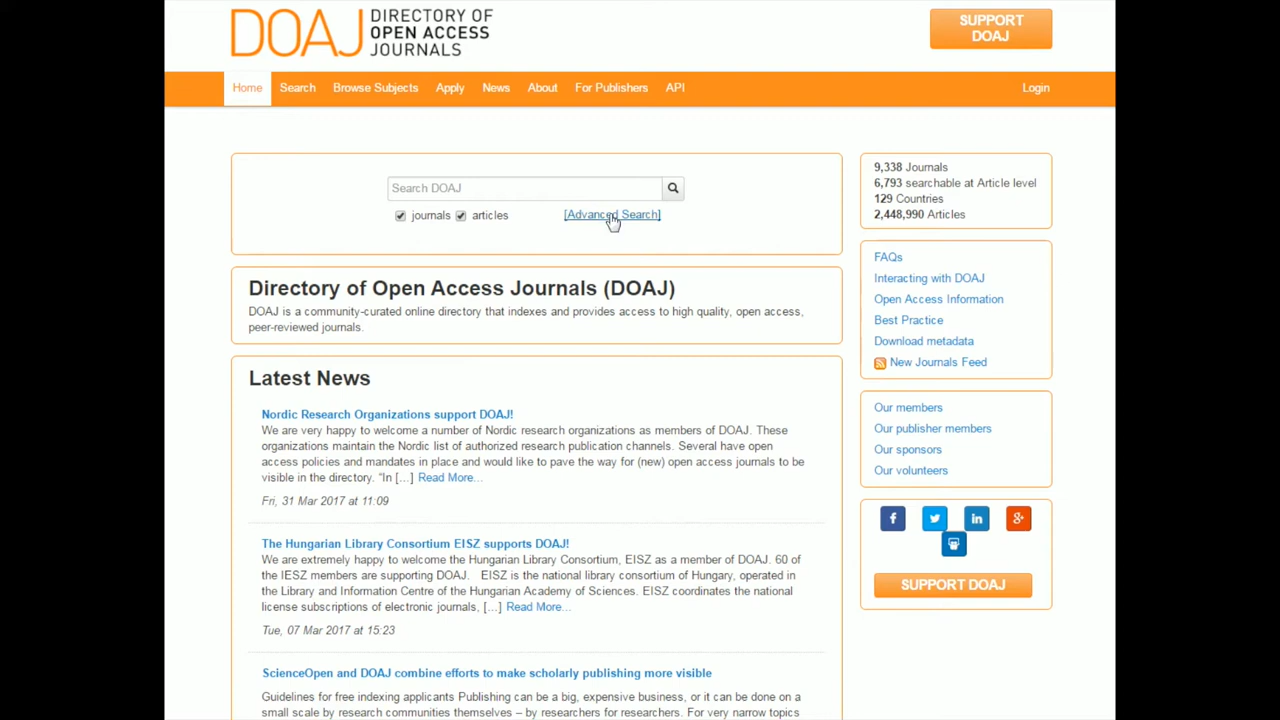 DOAJ DIRECTORY OF
OPEN ACCESS
JOURNALS
SUPPORT
DOAJ
Home Search Browse Subjects Apply News About For Publishers API Login
Search DOAJ
journals articles [Advanced Search]
9,338 Journals
6,793 searchable at Article level
129 Countries
2,448,990 Articles
Directory of Open Access Journals (DOAJ)
DOAJ is a community-curated online directory that indexes and provides access to high quality, open access,
peer-reviewed journals.
FAQs
Interacting with DOAJ
Open Access Information
Best Practice
Download metadata
New Journals Feed
Latest News
Nordic Research Organizations support DOAJ!
We are very happy to welcome a number of Nordic research organizations as members of DOAJ. These
organizations maintain the Nordic list of authorized research publication channels. Several have open
access policies and mandates in place and would like to pave the way for (new) open access journals to be
visible in the directory. “In […] Read More...
Fri, 31 Mar 2017 at 11:09
Our members
Our publisher members
Our sponsors
Our volunteers
The Hungarian Library Consortium EISZ supports DOAJ!
We are extremely happy to welcome the Hungarian Library Consortium, EISZ as a member of DOAJ. 60 of
the IESZ members are supporting DOAJ. EISZ is the national library consortium of Hungary, operated in
the Library and Information Centre of the Hungarian Academy of Sciences. EISZ coordinates the national
license subscriptions of electronic journals, […] Read More...
Tue, 07 Mar 2017 at 15:23
f in g+
SUPPORT DOAJ
ScienceOpen and DOAJ combine efforts to make scholarly publishing more visible
Guidelines for free indexing applicants Publishing can be a big, expensive business, or it can be done on a
small scale by research communities themselves – by researchers for researchers. For very narrow topics